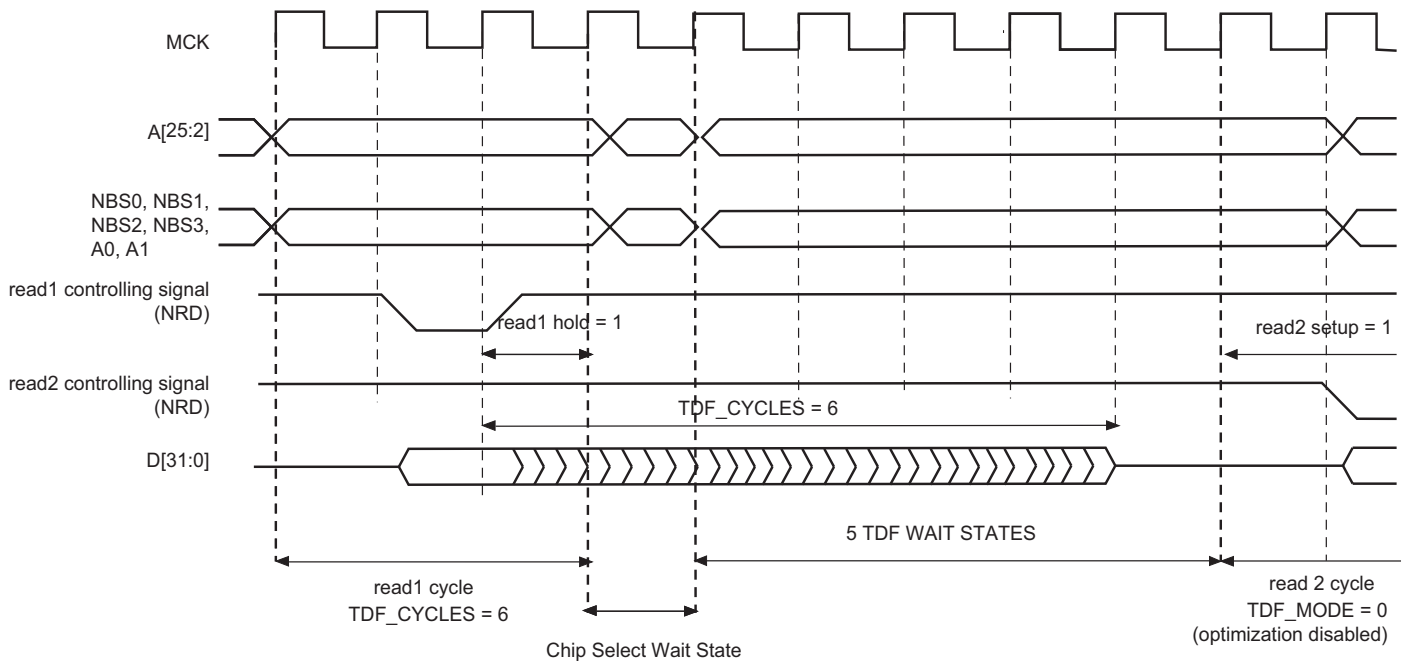 MCK
A[25:2]
NBS0, NBS1,
NBS2, NBS3,
A0, A1
read1 controlling signal
(NRD)
read1 hold = 1
read2 setup = 1
read2 controlling signal
(NRD)
TDF_CYCLES = 6
D[31:0]
5 TDF WAIT STATES
read1 cycle
TDF_CYCLES = 6
read 2 cycle
TDF_MODE = 0
(optimization disabled)
Chip Select Wait State